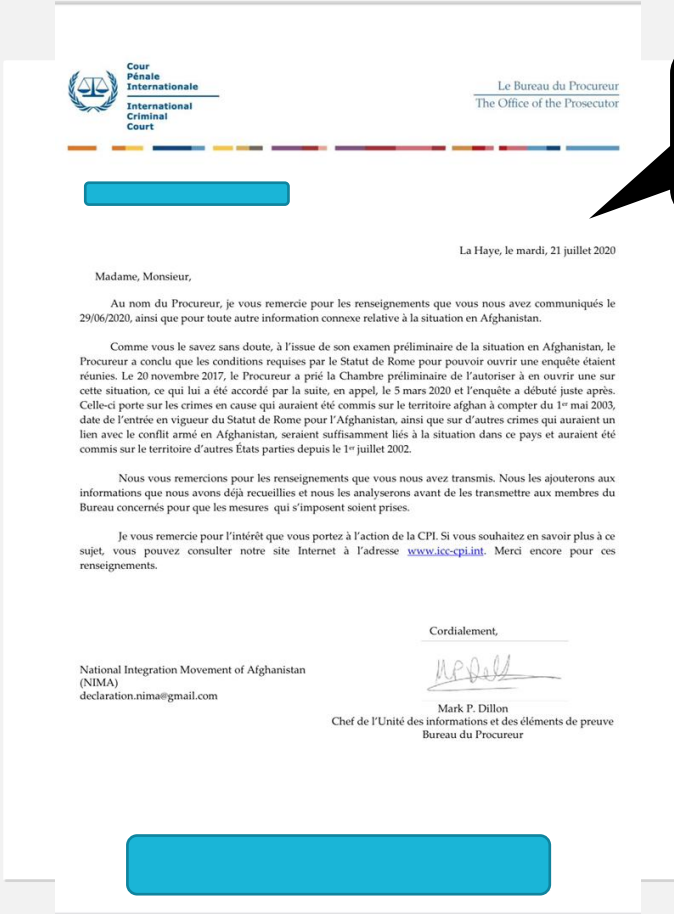 Cour
Pénale
Internationale
International
Criminal
Court
Le Bureau du Procureur
The Office of the Prosecutor
La Haye, le mardi, 21 juillet 2020
Madame, Monsieur,
Au nom du Procureur, je vous remercie pour les renseignements que vous nous avez communiqués le
29/06/2020, ainsi que pour toute autre information connexe relative à la situation en Afghanistan.
Comme vous le savez sans doute, à l'issue de son examen préliminaire de la situation en Afghanistan, le
Procureur a conclu que les conditions requises par le Statut de Rome pour pouvoir ouvrir une enquête étaient
réunies. Le 20 novembre 2017, le Procureur a prié la Chambre préliminaire de l'autoriser à en ouvrir une sur
cette situation, ce qui lui a été accordé par la suite, en appel, le 5 mars 2020 et l'enquête a débuté juste après.
Celle-ci porte sur les crimes en cause qui auraient été commis sur le territoire afghan à compter du 1er mai 2003,
date de l'entrée en vigueur du Statut de Rome pour l'Afghanistan, ainsi que sur d'autres crimes qui auraient un
lien avec le conflit armé en Afghanistan, seraient suffisamment liés à la situation dans ce pays et auraient été
commis sur le territoire d'autres États parties depuis le 1er juillet 2002.
Nous vous remercions pour les renseignements que vous nous avez transmis. Nous les ajouterons aux
informations que nous avons déjà recueillies et nous les analyserons avant de les transmettre aux membres du
Bureau concernés pour que les mesures qui s'imposent soient prises.
Je vous remercie pour l'intérêt que vous portez à l'action de la CPI. Si vous souhaitez en savoir plus à ce
sujet, vous pouvez consulter notre site Internet à l'adresse www.icc-cpi.int. Merci encore pour ces
renseignements.
Cordialement,
National Integration Movement of Afghanistan
(NIMA)
declaration.nima@gmail.com
Mark P. Dillon
Chef de l'Unité des informations et des éléments de preuve
Bureau du Procureur